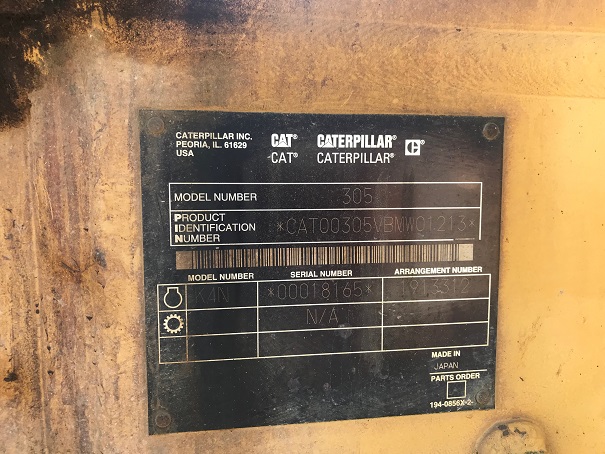 CATERPILLAR INC.
PEORIA, IL. 61629
USA
CAT® CATERPILLAR®
CAT® CATERPILLAR®
MODEL NUMBER 305
PRODUCT
IDENTIFICATION *CAT00305VBMW01213*
NUMBER
MODEL NUMBER SERIAL NUMBER ARRANGEMENT NUMBER
K4N *00018165*
N/A
MADE IN
JAPAN
PARTS ORDER
194-0856X-2-